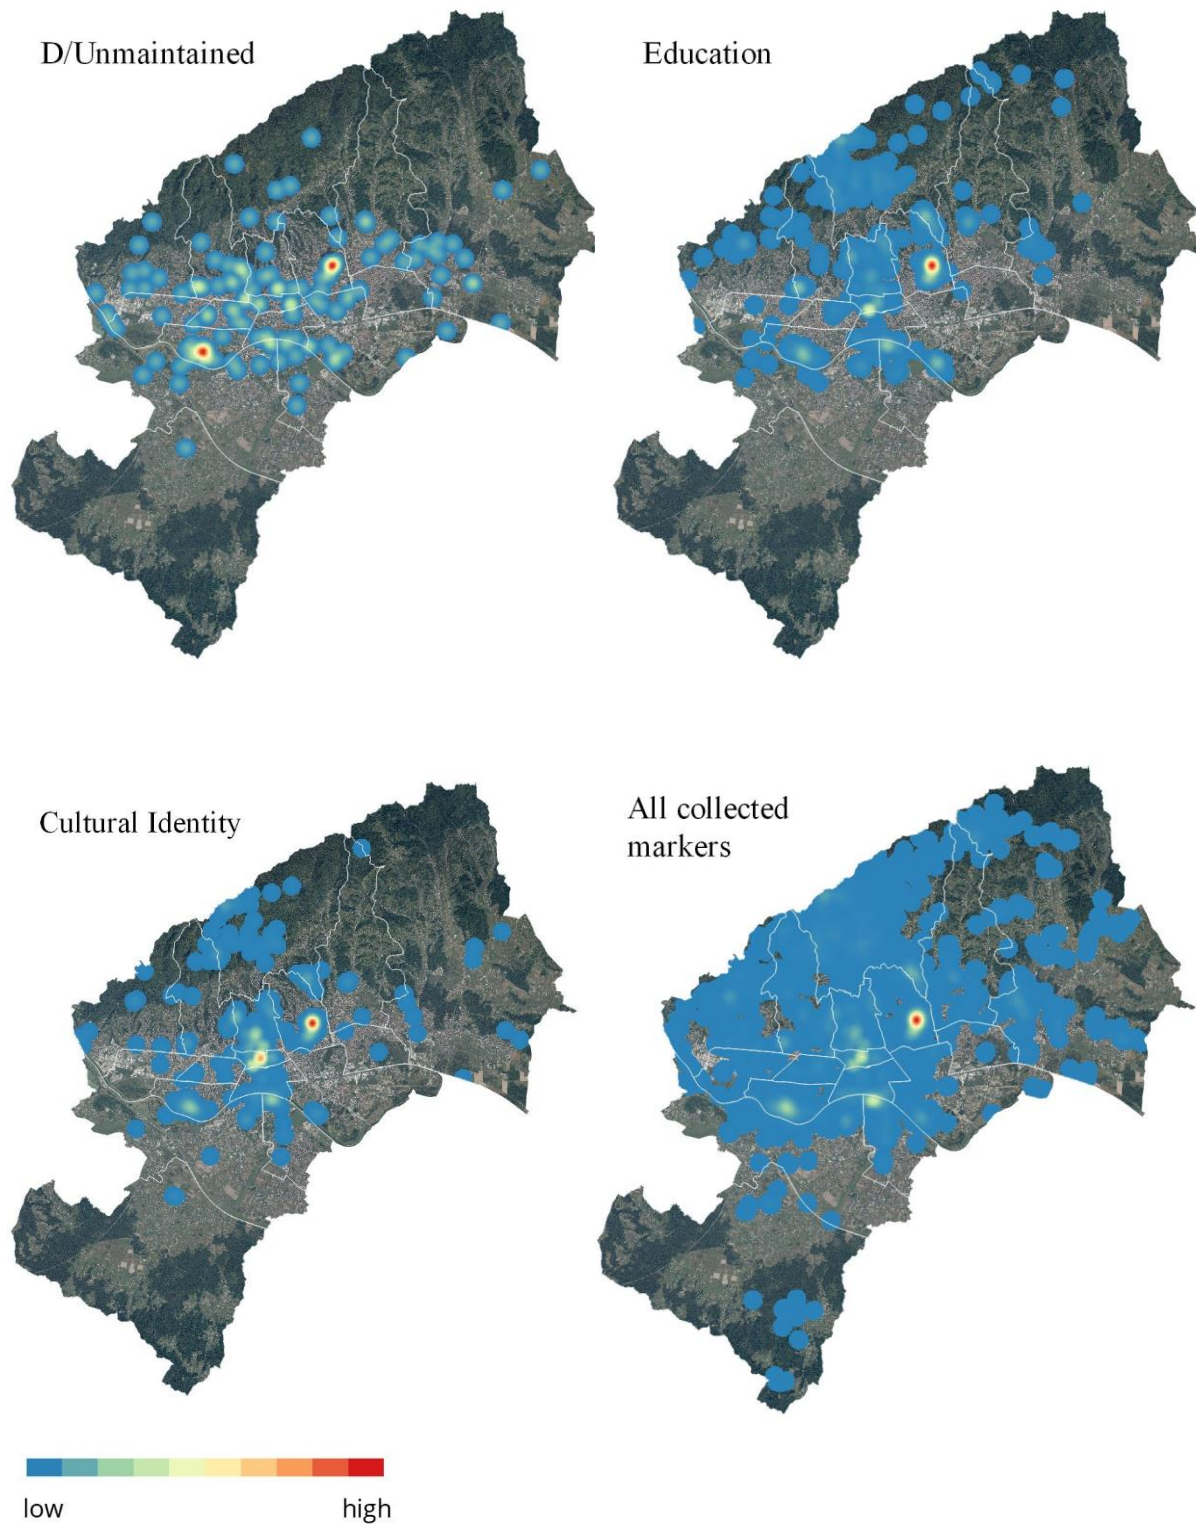 D/Unmaintained
Education
Cultural Identity
All collected
markers
low
high